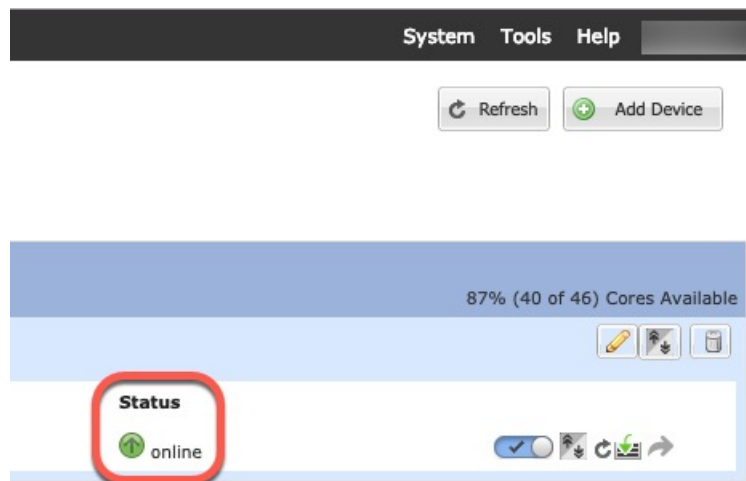 System Tools Help
Refresh Add Device
87% (40 of 46) Cores Available
Status
online